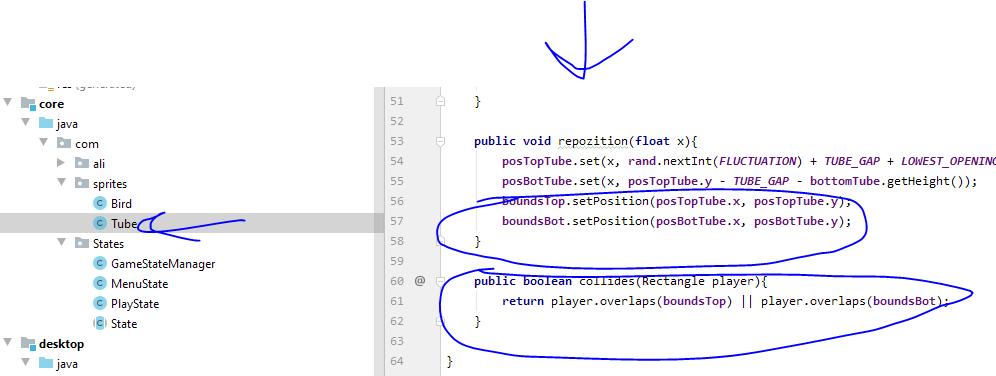 res (generated)
core
java
com
ali
sprites
Bird
Tube
States
GameStateManager
MenuState
PlayState
State
desktop
java
51 }
52
53 public void repozition(float x){
54 posTopTube.set(x, rand.nextInt(FLUCTUATION) + TUBE_GAP + LOWEST_OPENING
55 posBotTube.set(x, posTopTube.y - TUBE_GAP - bottomTube.getHeight());
56 boundsTop.setPosition(posTopTube.x, posTopTube.y);
57 boundsBot.setPosition(posBotTube.x, posBotTube.y);
58 }
59
60 @ public boolean collides(Rectangle player){
61 return player.overlaps(boundsTop) || player.overlaps(boundsBot);
62 }
63
64 }